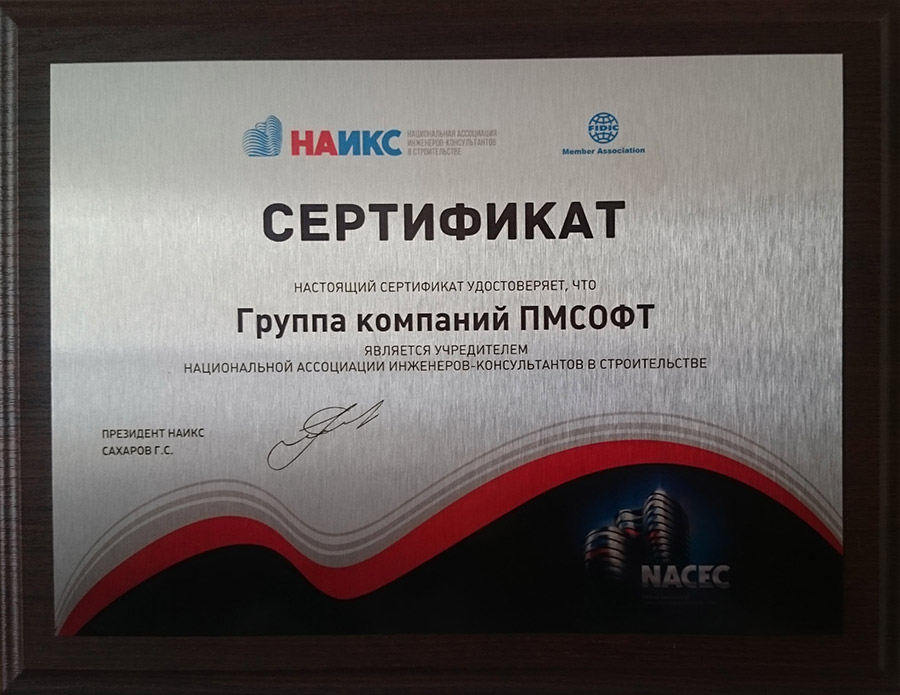 НАИКС
НАЦИОНАЛЬНАЯ АССОЦИАЦИЯ
ИНЖЕНЕРОВ-КОНСУЛЬТАНТОВ
В СТРОИТЕЛЬСТВЕ
FIDIC
Member Association
СЕРТИФИКАТ
НАСТОЯЩИЙ СЕРТИФИКАТ УДОСТОВЕРЯЕТ, ЧТО
Группа компаний ПМСОФТ
ЯВЛЯЕТСЯ УЧРЕДИТЕЛЕМ
НАЦИОНАЛЬНОЙ АССОЦИАЦИИ ИНЖЕНЕРОВ-КОНСУЛЬТАНТОВ В СТРОИТЕЛЬСТВЕ
ПРЕЗИДЕНТ НАИКС
САХАРОВ Г.С.
NACEC